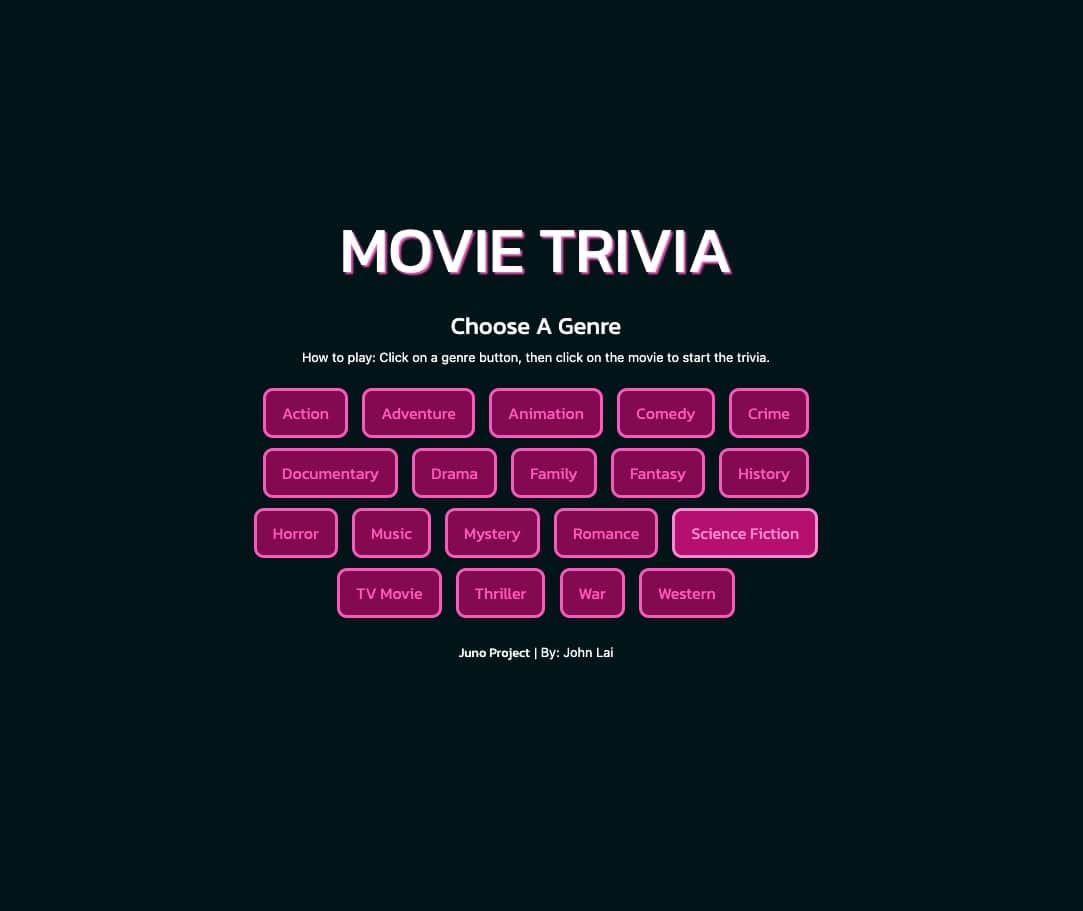 MOVIE TRIVIA
Choose A Genre
How to play: Click on a genre button, then click on the movie to start the trivia.
Action Adventure Animation Comedy Crime
Documentary Drama Family Fantasy History
Horror Music Mystery Romance Science Fiction
TV Movie Thriller War Western
Juno Project | By: John Lai